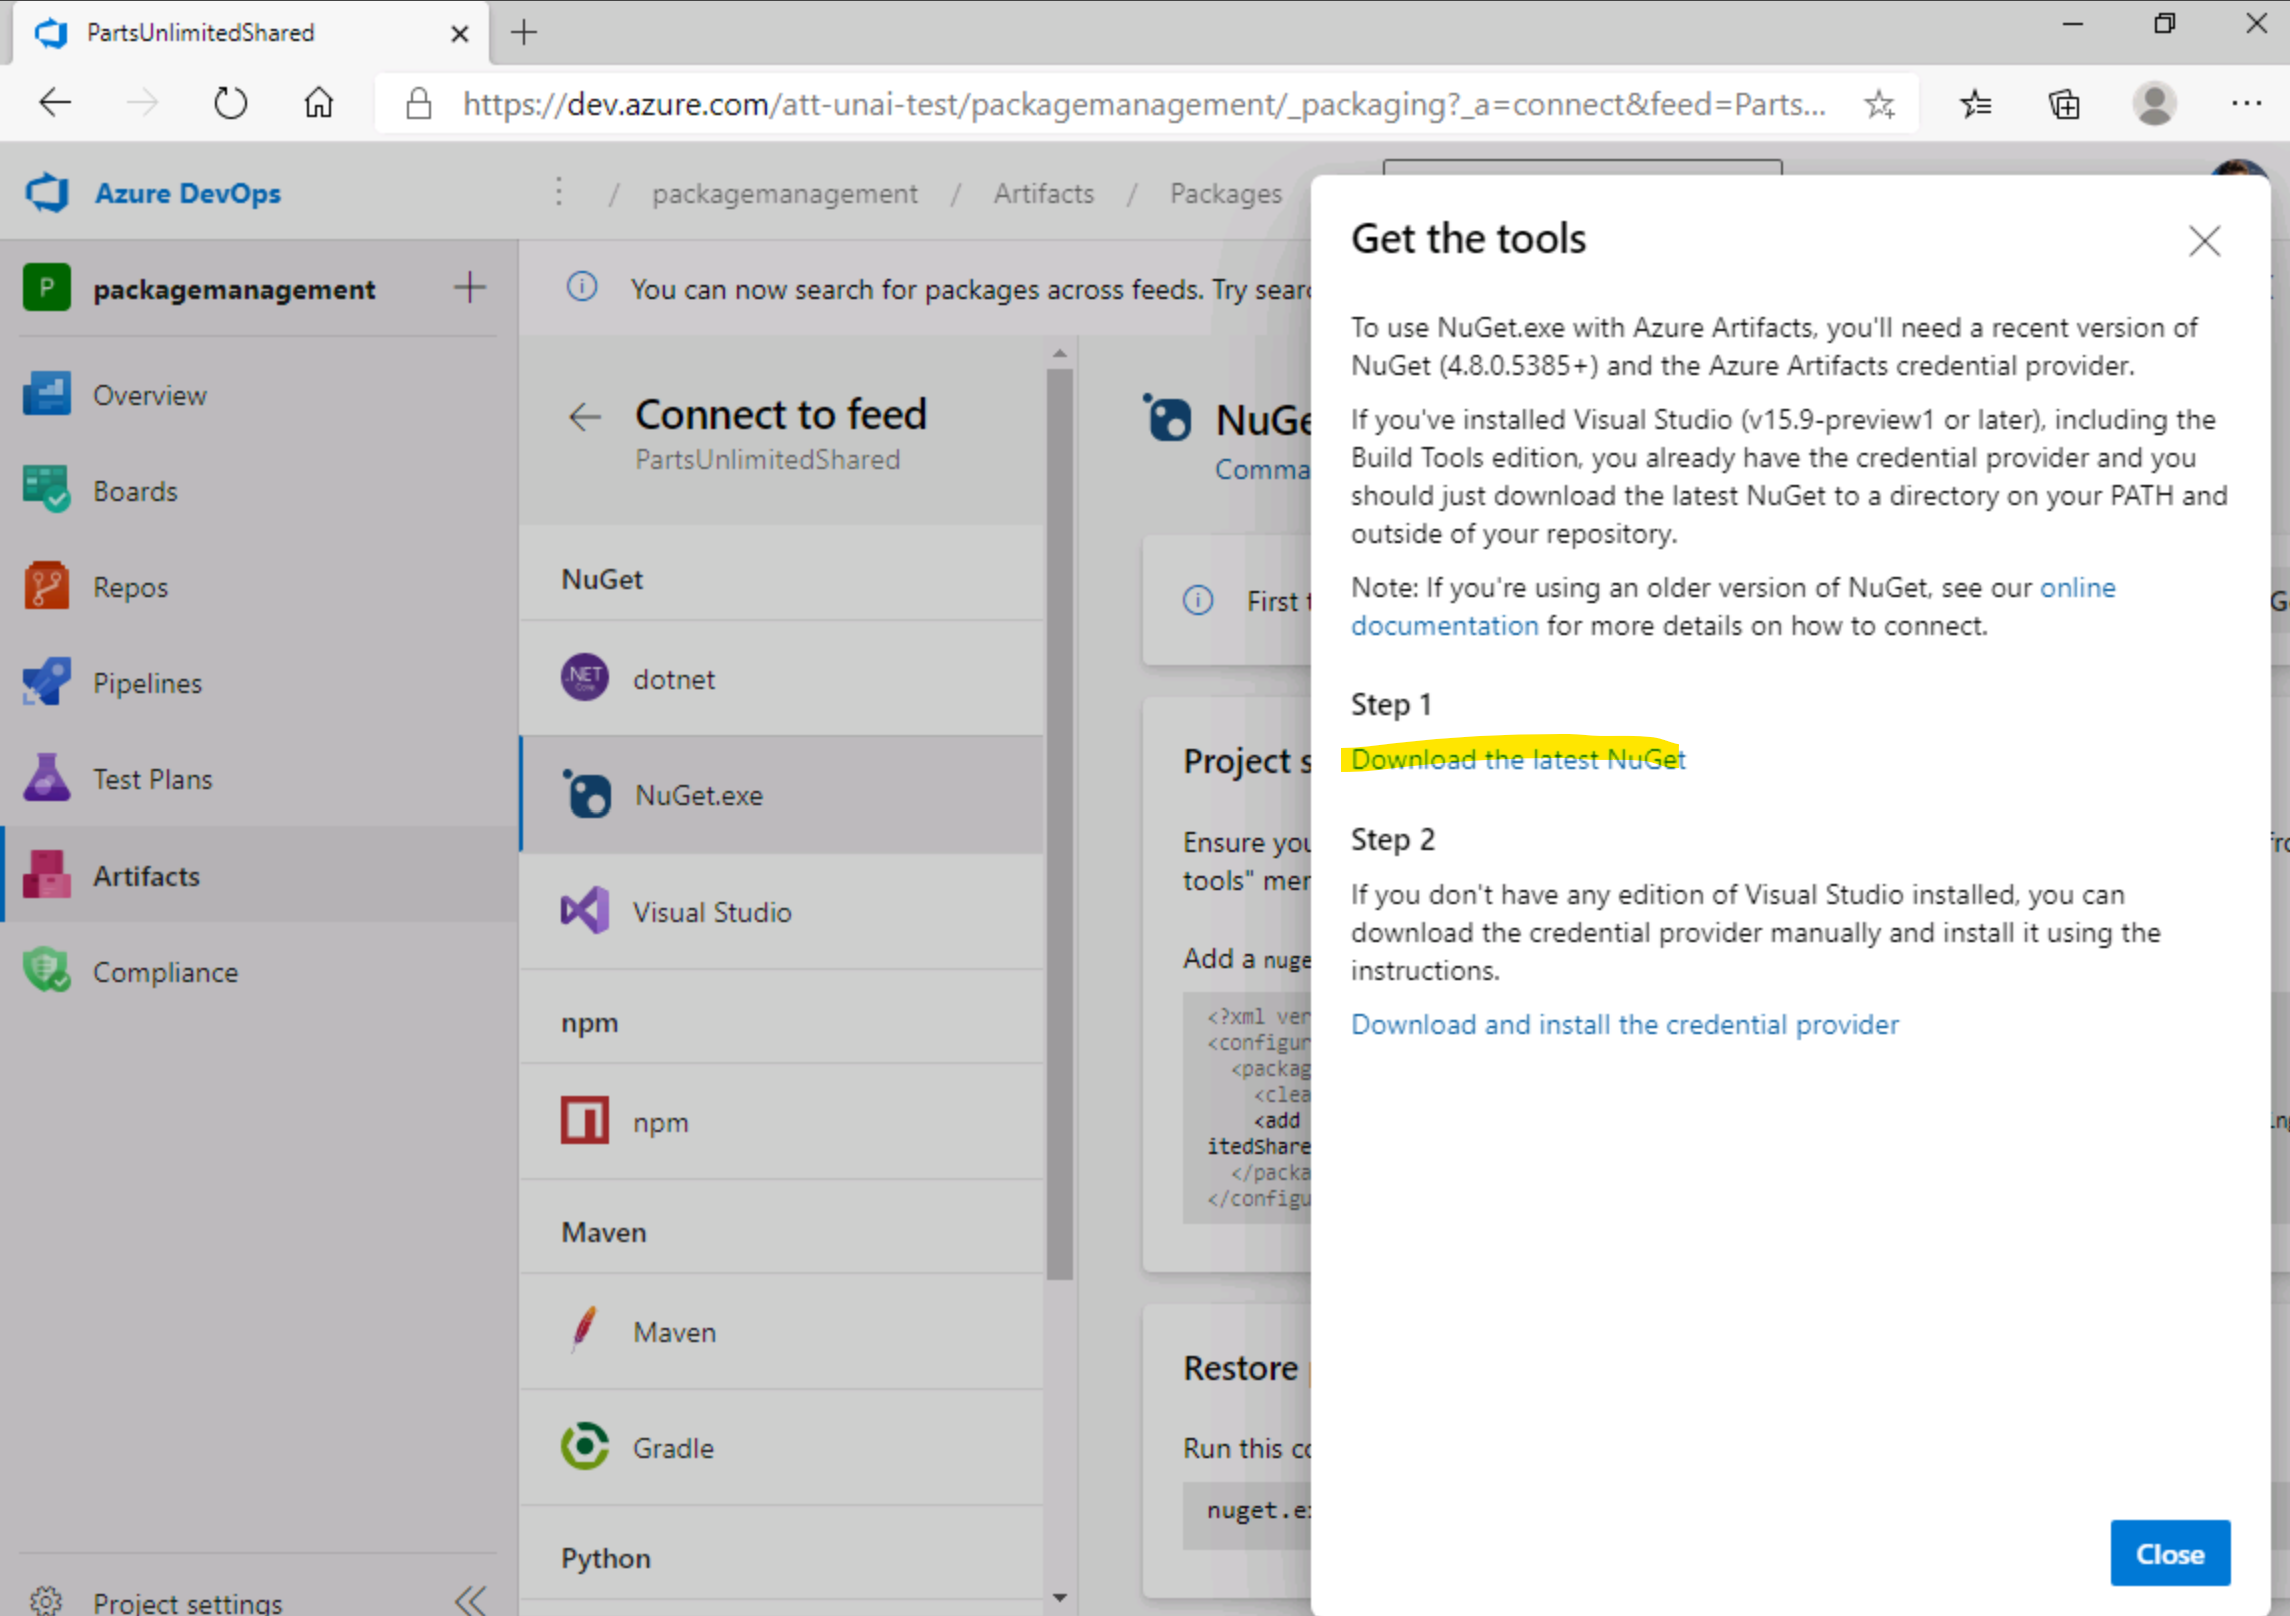 PartsUnlimitedShared
https://dev.azure.com/att-unai-test/packagemanagement/_packaging?_a=connect&feed=Parts...
Azure DevOps
/ packagemanagement / Artifacts / Packages
P packagemanagement
Overview
Boards
Repos
Pipelines
Test Plans
Artifacts
Compliance
Project settings
You can now search for packages across feeds. Try sear
Connect to feed
PartsUnlimitedShared
NuGet
.NET
Core
dotnet
NuGet.exe
Visual Studio
npm
npm
Maven
Maven
Gradle
Python
NuGe
Comma
First
Project s
Ensure you
tools" mer
Add a nuge
<?xml ver
<configur
<packag
<clea
<add
itedShare
</packa
</configu
Restore
Run this co
nuget.e
Get the tools
To use NuGet.exe with Azure Artifacts, you'll need a recent version of
NuGet (4.8.0.5385+) and the Azure Artifacts credential provider.
If you've installed Visual Studio (v15.9-preview1 or later), including the
Build Tools edition, you already have the credential provider and you
should just download the latest NuGet to a directory on your PATH and
outside of your repository.
Note: If you're using an older version of NuGet, see our online
documentation for more details on how to connect.
Step 1
Download the latest NuGet
Step 2
If you don't have any edition of Visual Studio installed, you can
download the credential provider manually and install it using the
instructions.
Download and install the credential provider
Close